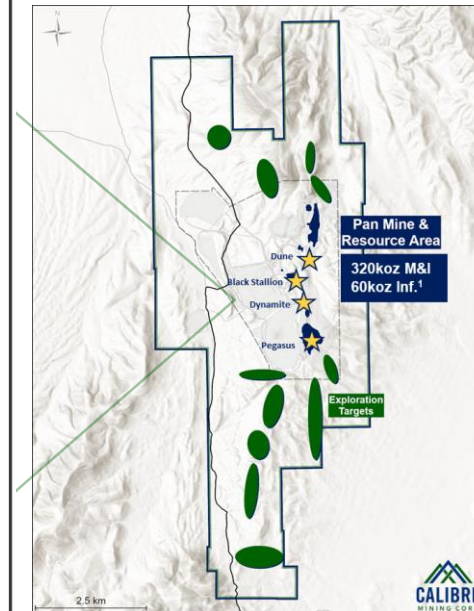 N
Pan Mine &
Resource Area
320koz M&I
60koz Inf.¹
Dune
Black Stallion
Dynamite
Pegasus
Exploration
Targets
2.5 km
CALIBR
MINING CO